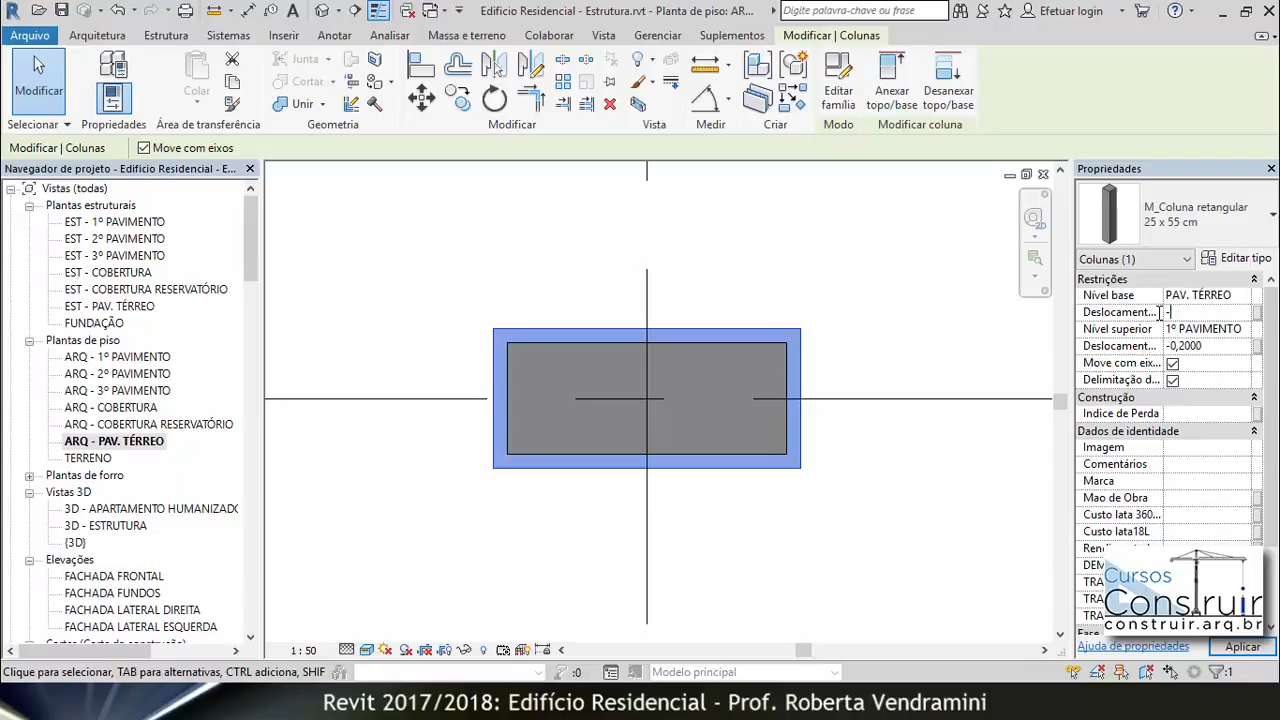 Edifício Residencial - Estrutura.rvt - Planta de piso: AR...
Digite palavra-chave ou frase
Efetuar login
Arquivo
Arquitetura
Estrutura
Sistemas
Inserir
Anotar
Analisar
Massa e terreno
Colaborar
Vista
Gerenciar
Suplementos
Modificar | Colunas
Modificar
Propriedades
Colar
Junta
Cortar
Unir
Editar família
Anexar topo/base
Desanexar topo/base
Selecionar
Propriedades
Área de transferência
Geometria
Modificar
Vista
Medir
Criar
Modo
Modificar coluna
Modificar | Colunas
Move com eixos
Navegador de projeto - Edifício Residencial - E...
Vistas (todas)
Plantas estruturais
EST - 1º PAVIMENTO
EST - 2º PAVIMENTO
EST - 3º PAVIMENTO
EST - COBERTURA
EST - COBERTURA RESERVATÓRIO
EST - PAV. TÉRREO
FUNDAÇÃO
Plantas de piso
ARQ - 1º PAVIMENTO
ARQ - 2º PAVIMENTO
ARQ - 3º PAVIMENTO
ARQ - COBERTURA
ARQ - COBERTURA RESERVATÓRIO
ARQ - PAV. TÉRREO
TERRENO
Plantas de forro
Vistas 3D
3D - APARTAMENTO HUMANIZADO
3D - ESTRUTURA
{3D}
Elevações
FACHADA FRONTAL
FACHADA FUNDOS
FACHADA LATERAL DIREITA
FACHADA LATERAL ESQUERDA
2D
Propriedades
M_Coluna retangular
25 x 55 cm
Colunas (1)
Editar tipo
Restrições
Nível base PAV. TÉRREO
Deslocament... -
Nível superior 1º PAVIMENTO
Deslocament... -0,2000
Move com eix...
Delimitação d...
Construção
Indice de Perda
Dados de identidade
Imagem
Comentários
Marca
Mao de Obra
Custo lata 360...
Custo lata18L
DEM
TRA
TRA
TRA
Fase
Cursos
Construir
construir.arq.br
Ajuda de propriedades
Aplicar
1 : 50
Clique para selecionar, TAB para alternativas, CTRL adiciona, SHIF
:0
Modelo principal
:1
Revit 2017/2018: Edifício Residencial - Prof. Roberta Vendramini